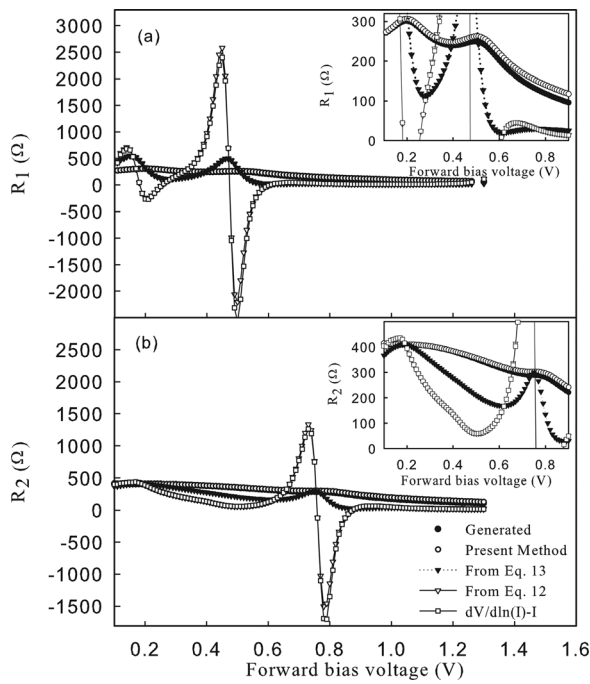 (a)
2500
2000
1500
1000
500
0
-500
-1000
-1500
-2000
R1 (Ω)
300
200
100
0
R1 (Ω)
0.2 0.4 0.6 0.8
Forward bias voltage (V)
(b)
2500
2000
1500
1000
500
0
-500
-1000
-1500
R2 (Ω)
500
400
300
200
100
0
R2 (Ω)
0.2 0.4 0.6 0.8
Forward bias voltage (V)
Generated
Present Method
From Eq. 13
From Eq. 12
dV/dln(I)-I
0.2 0.4 0.6 0.8 1.0 1.2 1.4 1.6
Forward bias voltage (V)